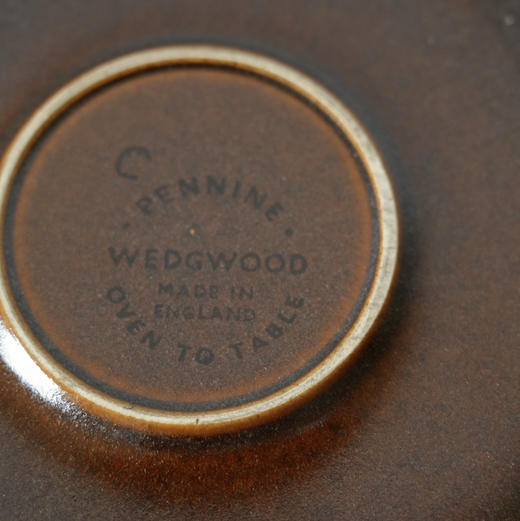 C
· PENNINE ·
WEDGWOOD
MADE IN
ENGLAND
OVEN TO TABLE